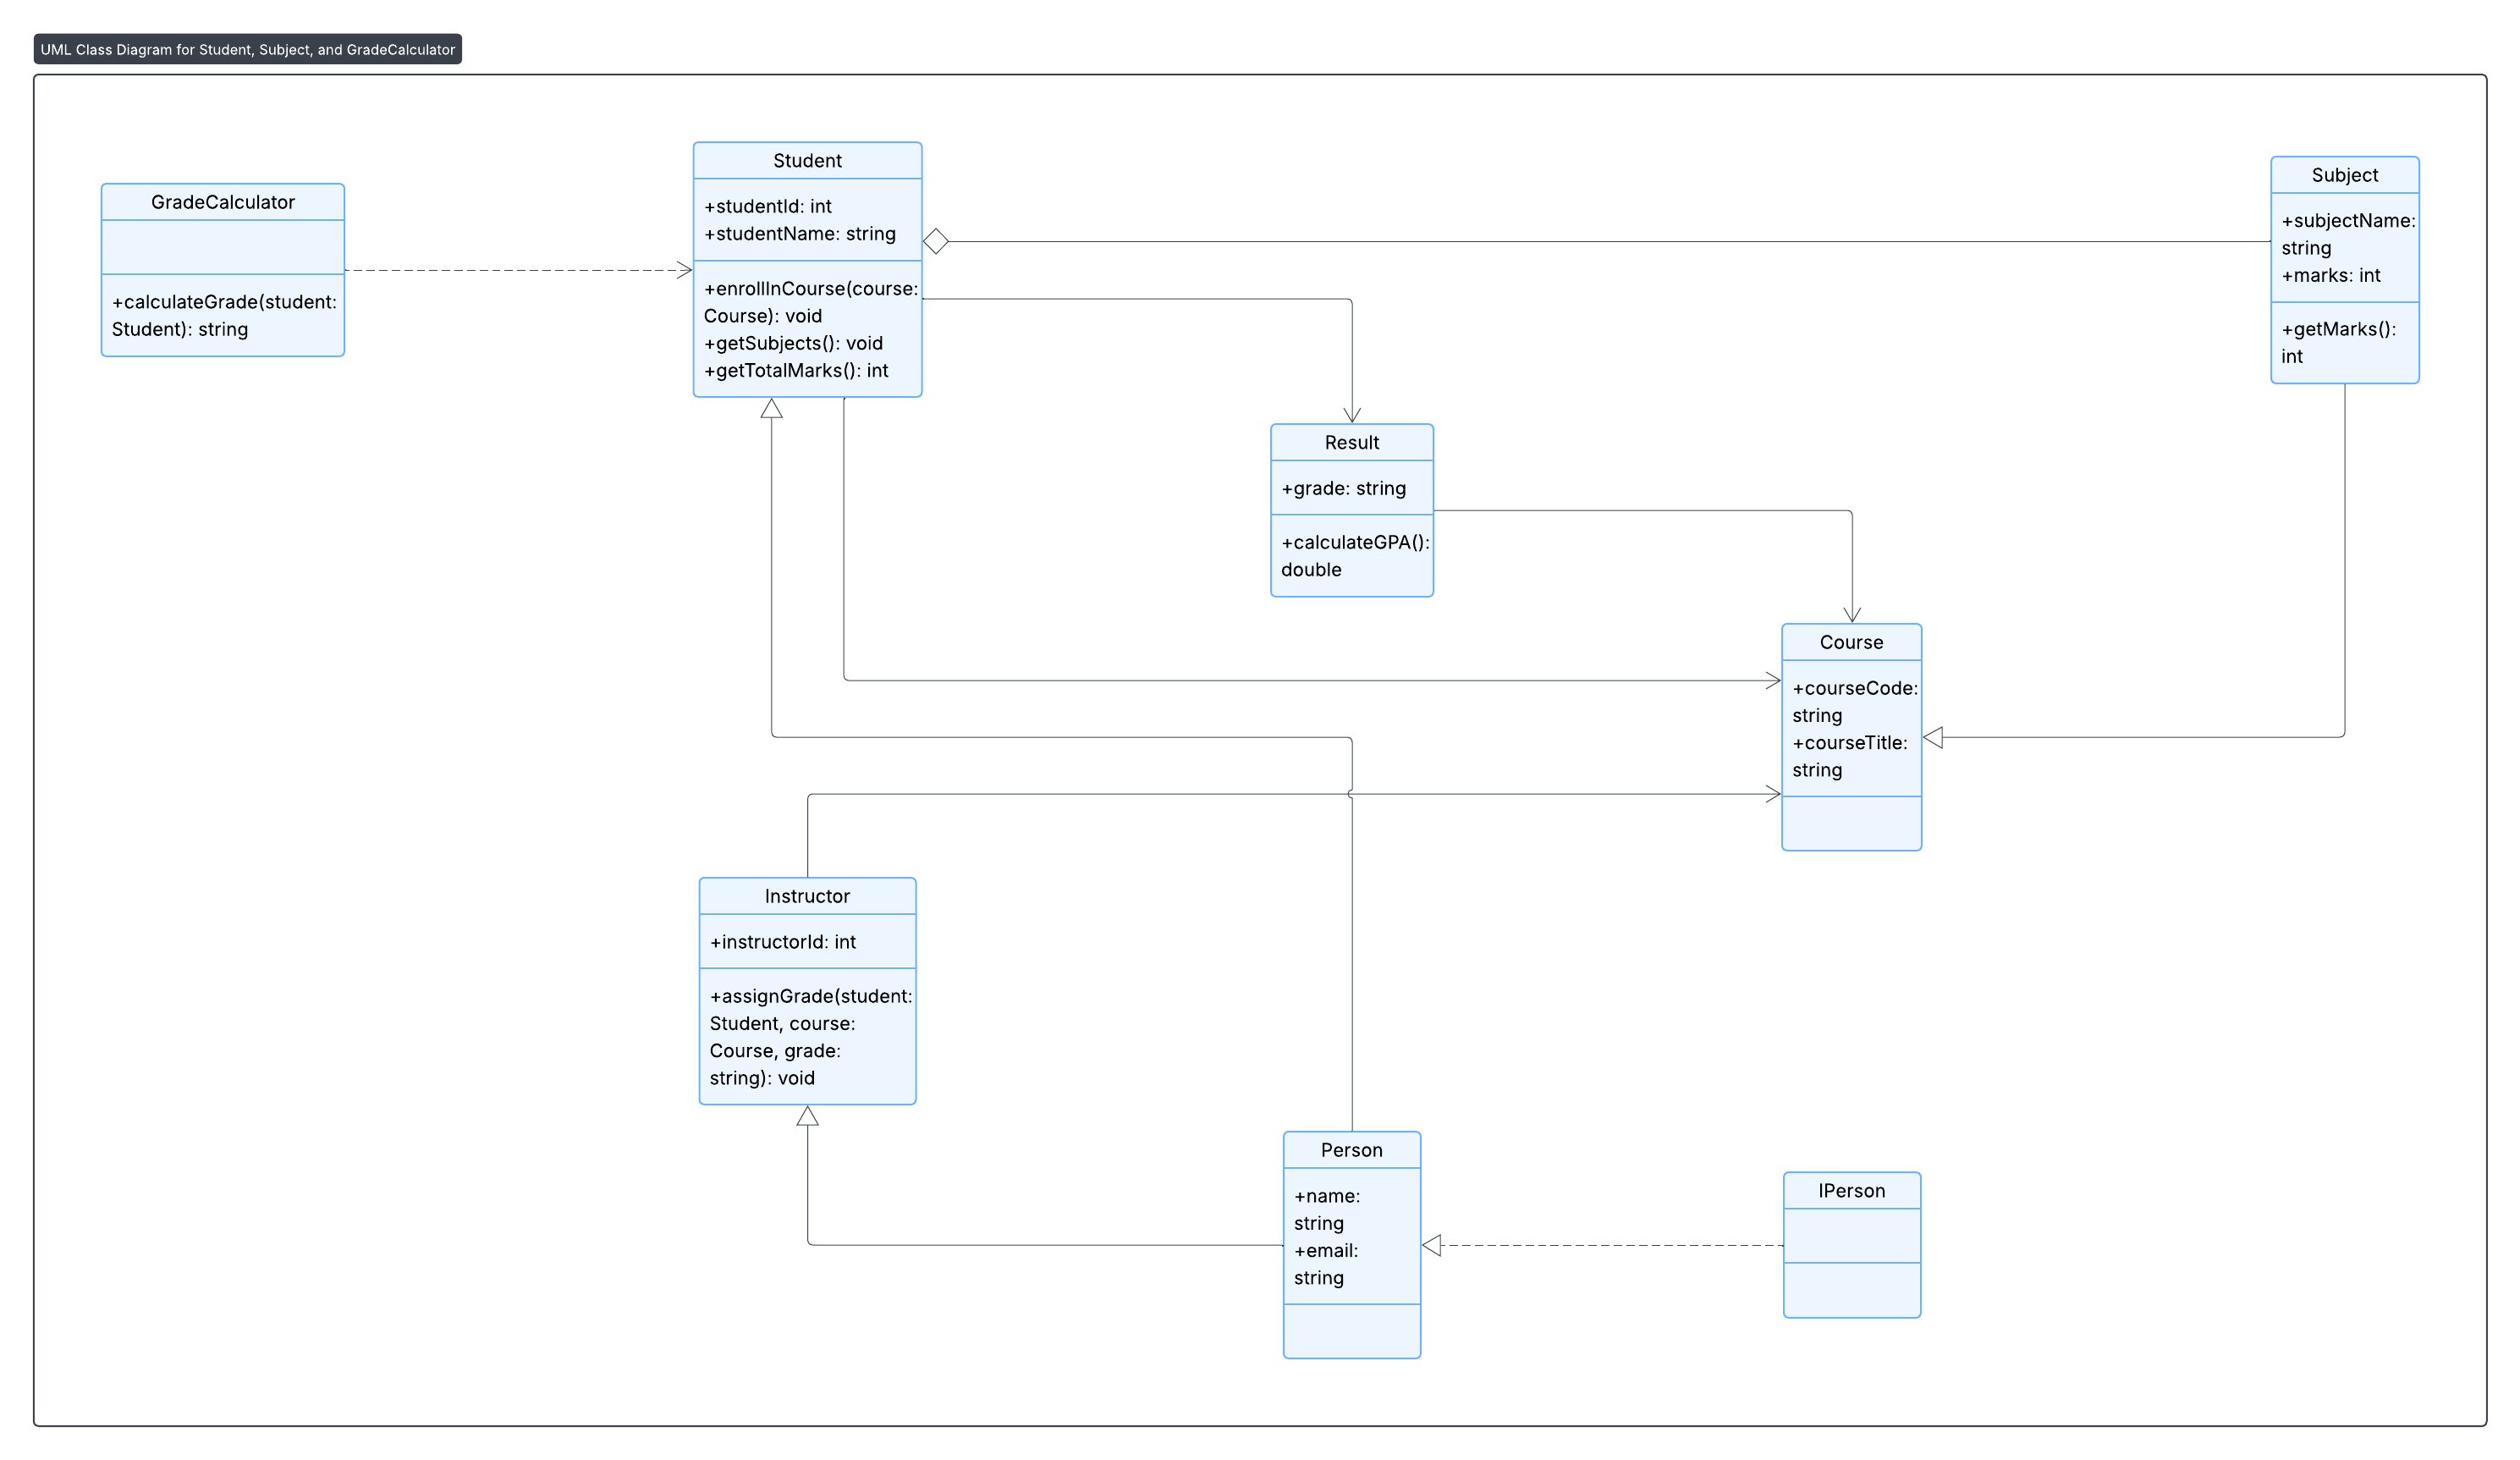 UML Class Diagram for Student, Subject, and GradeCalculator
GradeCalculator
+calculateGrade(student:
Student): string
Student
+studentId: int
+studentName: string
+enrollInCourse(course:
Course): void
+getSubjects(): void
+getTotalMarks(): int
Subject
+subjectName:
string
+marks: int
+getMarks():
int
Result
+grade: string
+calculateGPA():
double
Course
+courseCode:
string
+courseTitle:
string
Instructor
+instructorId: int
+assignGrade(student:
Student, course:
Course, grade:
string): void
Person
+name:
string
+email:
string
IPerson